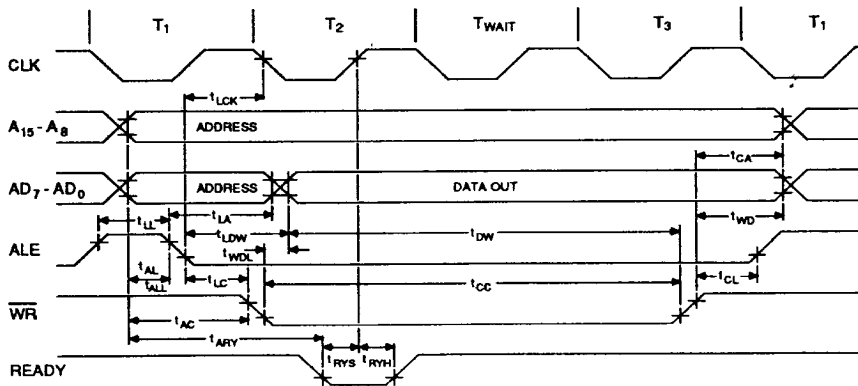 T1 T2 TWAIT T3 T1
CLK
tLCK
A15-A8 ADDRESS
tCA
AD7-AD0 ADDRESS DATA OUT
tLL tLA tWD
tLDW tDW
ALE
tWDL
tAL
tALL tLC tCC tCL
WR
tAC
tARY
tRYS tRYH
READY